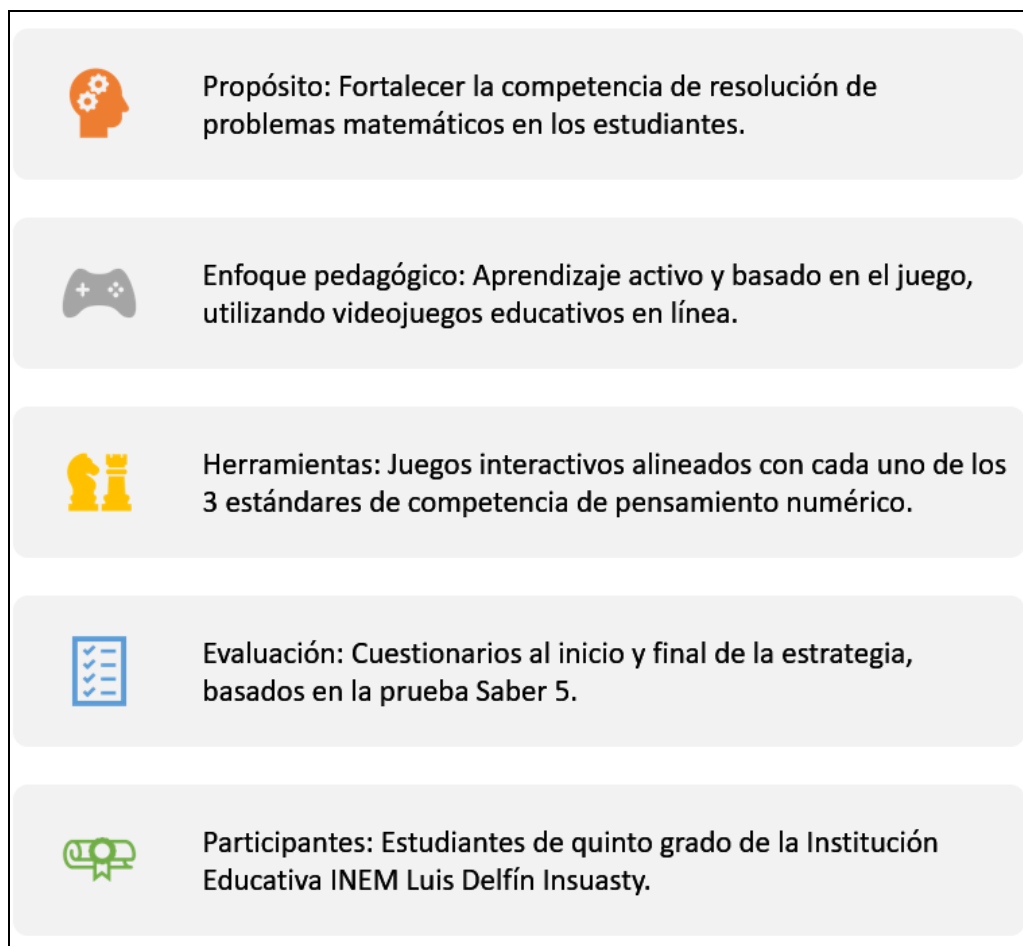 Propósito: Fortalecer la competencia de resolución de
problemas matemáticos en los estudiantes.
Enfoque pedagógico: Aprendizaje activo y basado en el juego,
utilizando videojuegos educativos en línea.
Herramientas: Juegos interactivos alineados con cada uno de los
3 estándares de competencia de pensamiento numérico.
Evaluación: Cuestionarios al inicio y final de la estrategia,
basados en la prueba Saber 5.
Participantes: Estudiantes de quinto grado de la Institución
Educativa INEM Luis Delfín Insuasty.